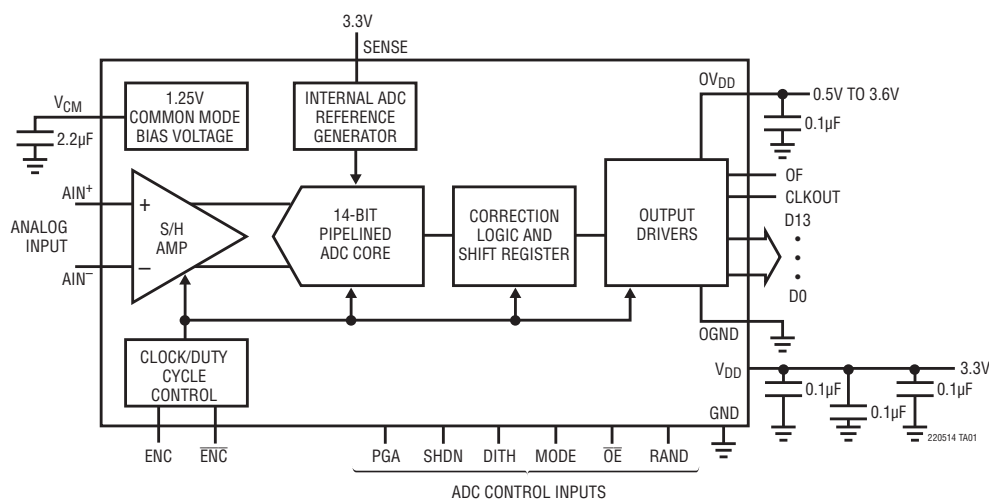 3.3V
SENSE
OVDD
0.5V TO 3.6V
0.1µF
VCM
2.2µF
1.25V
COMMON MODE
BIAS VOLTAGE
INTERNAL ADC
REFERENCE
GENERATOR
OF
CLKOUT
D13
D0
AIN+
ANALOG
INPUT
AIN–
+
S/H
AMP
–
14-BIT
PIPELINED
ADC CORE
CORRECTION
LOGIC AND
SHIFT REGISTER
OUTPUT
DRIVERS
OGND
CLOCK/DUTY
CYCLE
CONTROL
VDD
3.3V
0.1µF
0.1µF
0.1µF
GND
220514 TA01
ENC
E̅N̅C̅
PGA
SHDN
DITH
MODE
O̅E̅
RAND
ADC CONTROL INPUTS